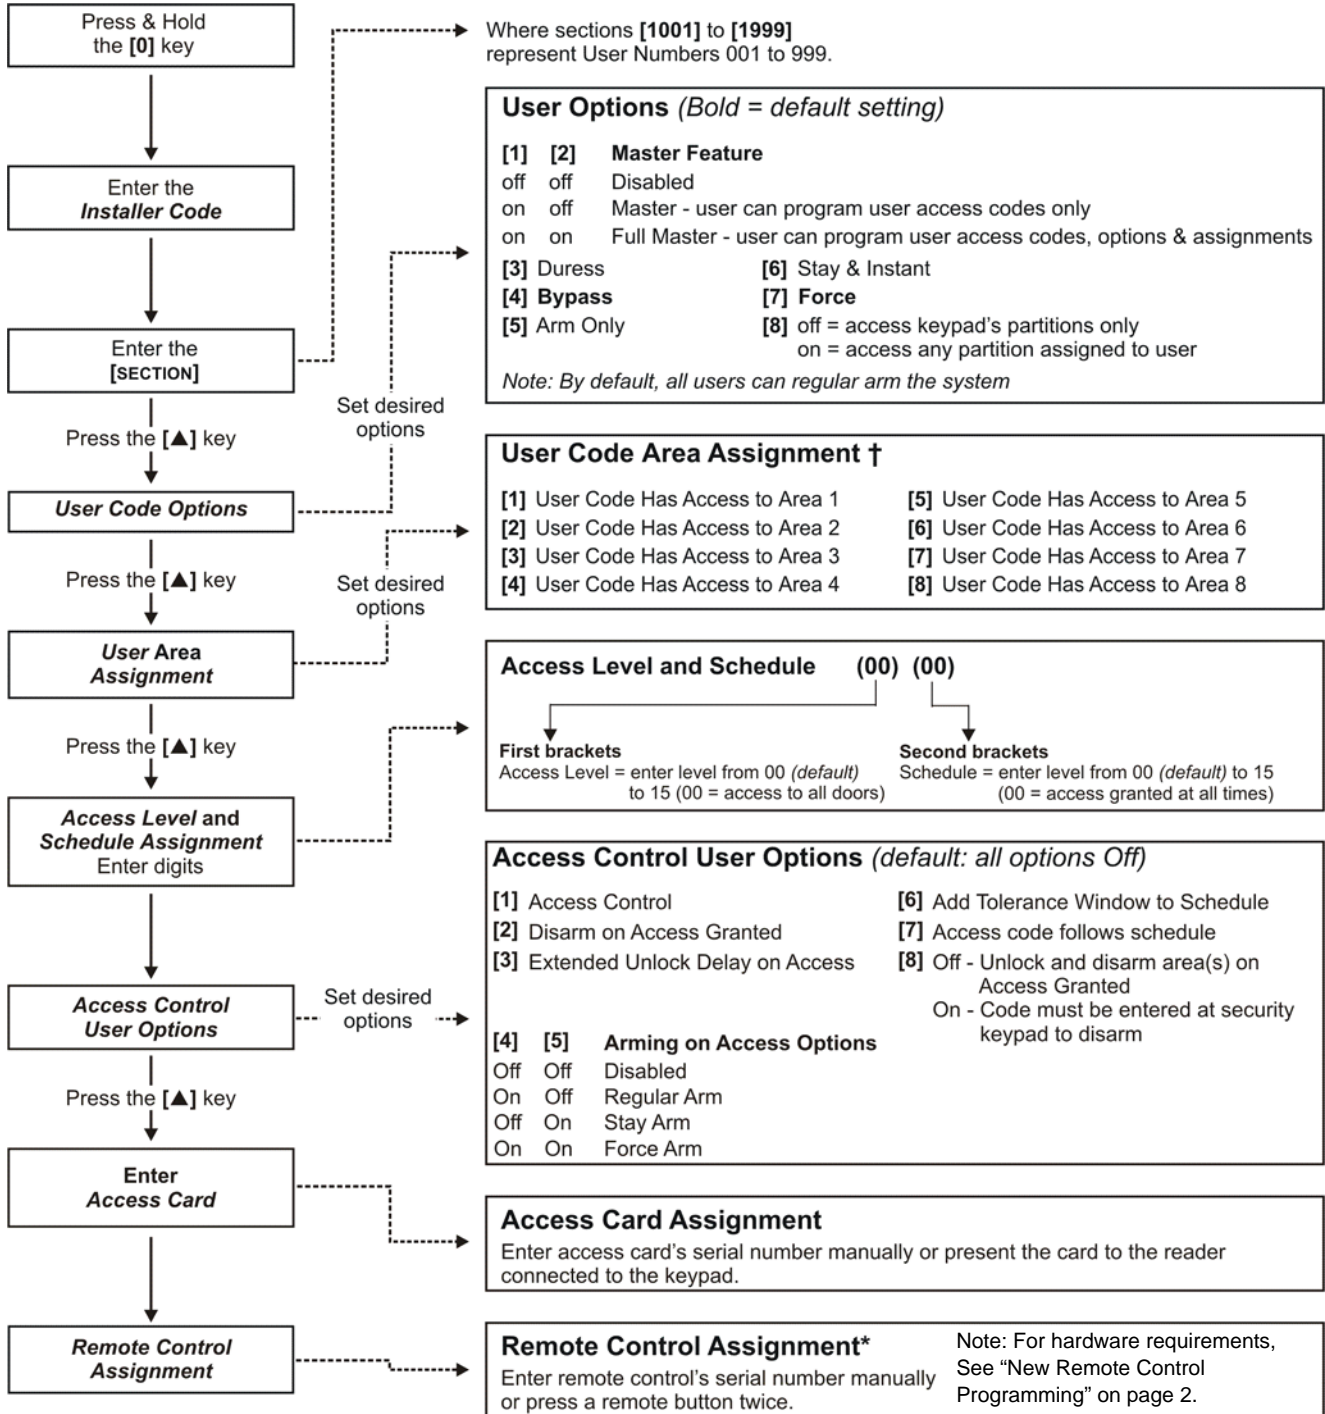 Press & Hold
the [0] key
Where sections [1001] to [1999]
represent User Numbers 001 to 999.
Enter the
Installer Code
User Options (Bold = default setting)
[1] [2] Master Feature
off off Disabled
on off Master - user can program user access codes only
on on Full Master - user can program user access codes, options & assignments
[3] Duress
[6] Stay & Instant
[4] Bypass
[7] Force
[5] Arm Only
[8] off = access keypad's partitions only
on = access any partition assigned to user
Note: By default, all users can regular arm the system
Enter the
[SECTION]
Set desired
options
Press the [▲] key
User Code Options
User Code Area Assignment †
[1] User Code Has Access to Area 1
[5] User Code Has Access to Area 5
[2] User Code Has Access to Area 2
[6] User Code Has Access to Area 6
[3] User Code Has Access to Area 3
[7] User Code Has Access to Area 7
[4] User Code Has Access to Area 4
[8] User Code Has Access to Area 8
Press the [▲] key
Set desired
options
User Area
Assignment
Access Level and Schedule (00) (00)
First brackets
Access Level = enter level from 00 (default)
to 15 (00 = access to all doors)
Second brackets
Schedule = enter level from 00 (default) to 15
(00 = access granted at all times)
Press the [▲] key
Access Level and
Schedule Assignment
Enter digits
Access Control User Options (default: all options Off)
[1] Access Control
[6] Add Tolerance Window to Schedule
[2] Disarm on Access Granted
[7] Access code follows schedule
[3] Extended Unlock Delay on Access
[8] Off - Unlock and disarm area(s) on
Access Granted
On - Code must be entered at security
keypad to disarm
[4] [5] Arming on Access Options
Off Off Disabled
On Off Regular Arm
Off On Stay Arm
On On Force Arm
Access Control
User Options
Set desired
options
Press the [▲] key
Enter
Access Card
Access Card Assignment
Enter access card's serial number manually or present the card to the reader
connected to the keypad.
Remote Control
Assignment
Remote Control Assignment*
Enter remote control's serial number manually
or press a remote button twice.
Note: For hardware requirements,
See “New Remote Control
Programming” on page 2.